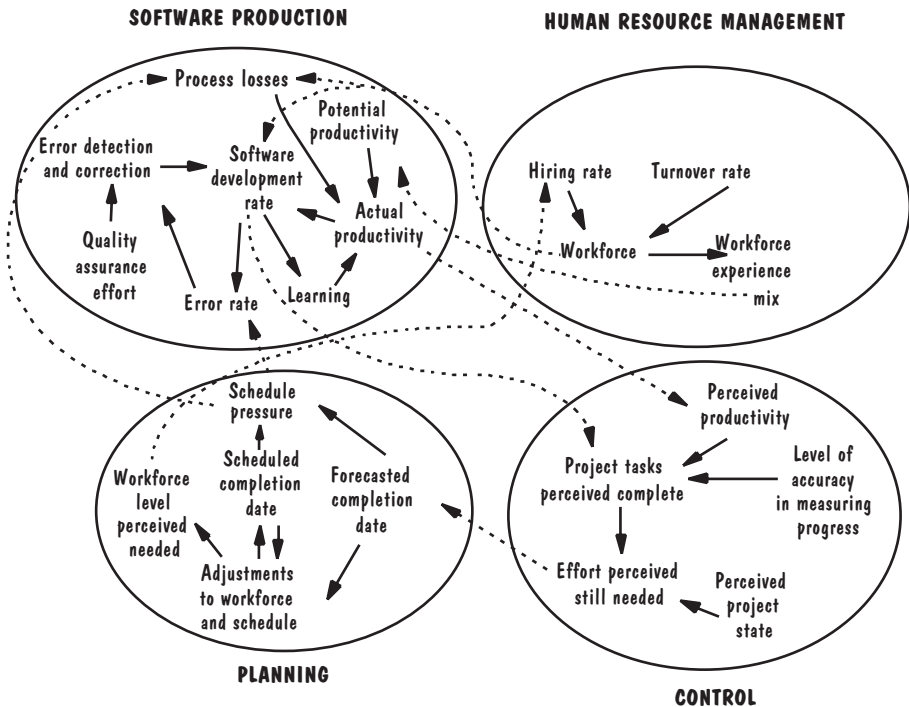 SOFTWARE PRODUCTION
Process losses
Potential
productivity
Error detection
and correction
Software
development
rate
Actual
productivity
Quality
assurance
effort
Error rate
Learning
HUMAN RESOURCE MANAGEMENT
Hiring rate
Turnover rate
Workforce
Workforce
experience
mix
Schedule
pressure
Workforce
level
perceived
needed
Scheduled
completion
date
Forecasted
completion
date
Adjustments
to workforce
and schedule
PLANNING
Perceived
productivity
Project tasks
perceived complete
Level of
accuracy
in measuring
progress
Effort perceived
still needed
Perceived
project
state
CONTROL